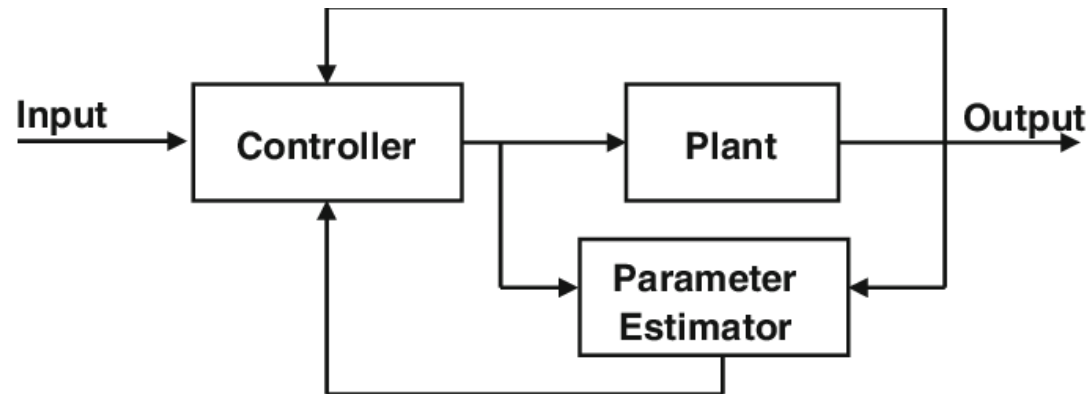 Input
Controller
Plant
Output
Parameter
Estimator